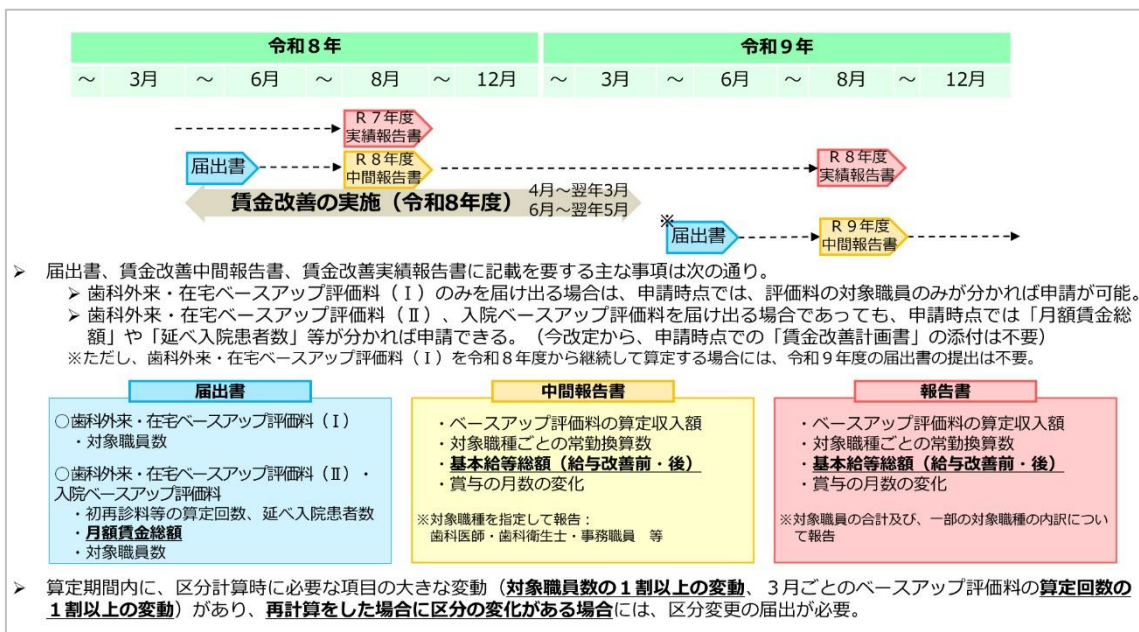 令和８年
令和９年
～ 3月 ～ 6月 ～ 8月 ～ 12月 ～ 3月 ～ 6月 ～ 8月 ～ 12月
Ｒ７年度
実績報告書
届出書
Ｒ８年度
中間報告書
Ｒ８年度
実績報告書
賃金改善の実施（令和8年度）
4月～翌年3月
6月～翌年5月
※
届出書
Ｒ９年度
中間報告書
➢ 届出書、賃金改善中間報告書、賃金改善実績報告書に記載を要する主な事項は次の通り。
➢ 歯科外来・在宅ベースアップ評価料（Ⅰ）のみを届け出る場合は、申請時点では、評価料の対象職員のみが分かれば申請が可能。
➢ 歯科外来・在宅ベースアップ評価料（Ⅱ）、入院ベースアップ評価料を届け出る場合であっても、申請時点では「月額賃金総
額」や「延べ入院患者数」等が分かれば申請できる。（今改定から、申請時点での「賃金改善計画書」の添付は不要）
※ただし、歯科外来・在宅ベースアップ評価料（Ⅰ）を令和８年度から継続して算定する場合には、令和９年度の届出書の提出は不要。
届出書
○歯科外来・在宅ベースアップ評価料（Ⅰ）
・対象職員数
○歯科外来・在宅ベースアップ評価料（Ⅱ）・
入院ベースアップ評価料
・初再診料等の算定回数、延べ入院患者数
・月額賃金総額
・対象職員数
中間報告書
・ベースアップ評価料の算定収入額
・対象職種ごとの常勤換算数
・基本給等総額（給与改善前・後）
・賞与の月数の変化
※対象職種を指定して報告：
歯科医師・歯科衛生士・事務職員 等
報告書
・ベースアップ評価料の算定収入額
・対象職種ごとの常勤換算数
・基本給等総額（給与改善前・後）
・賞与の月数の変化
※対象職員の合計及び、一部の対象職種の内訳につい
て報告
➢ 算定期間内に、区分計算時に必要な項目の大きな変動（対象職員数の１割以上の変動、３月ごとのベースアップ評価料の算定回数の
１割以上の変動）があり、再計算をした場合に区分の変化がある場合には、区分変更の届出が必要。